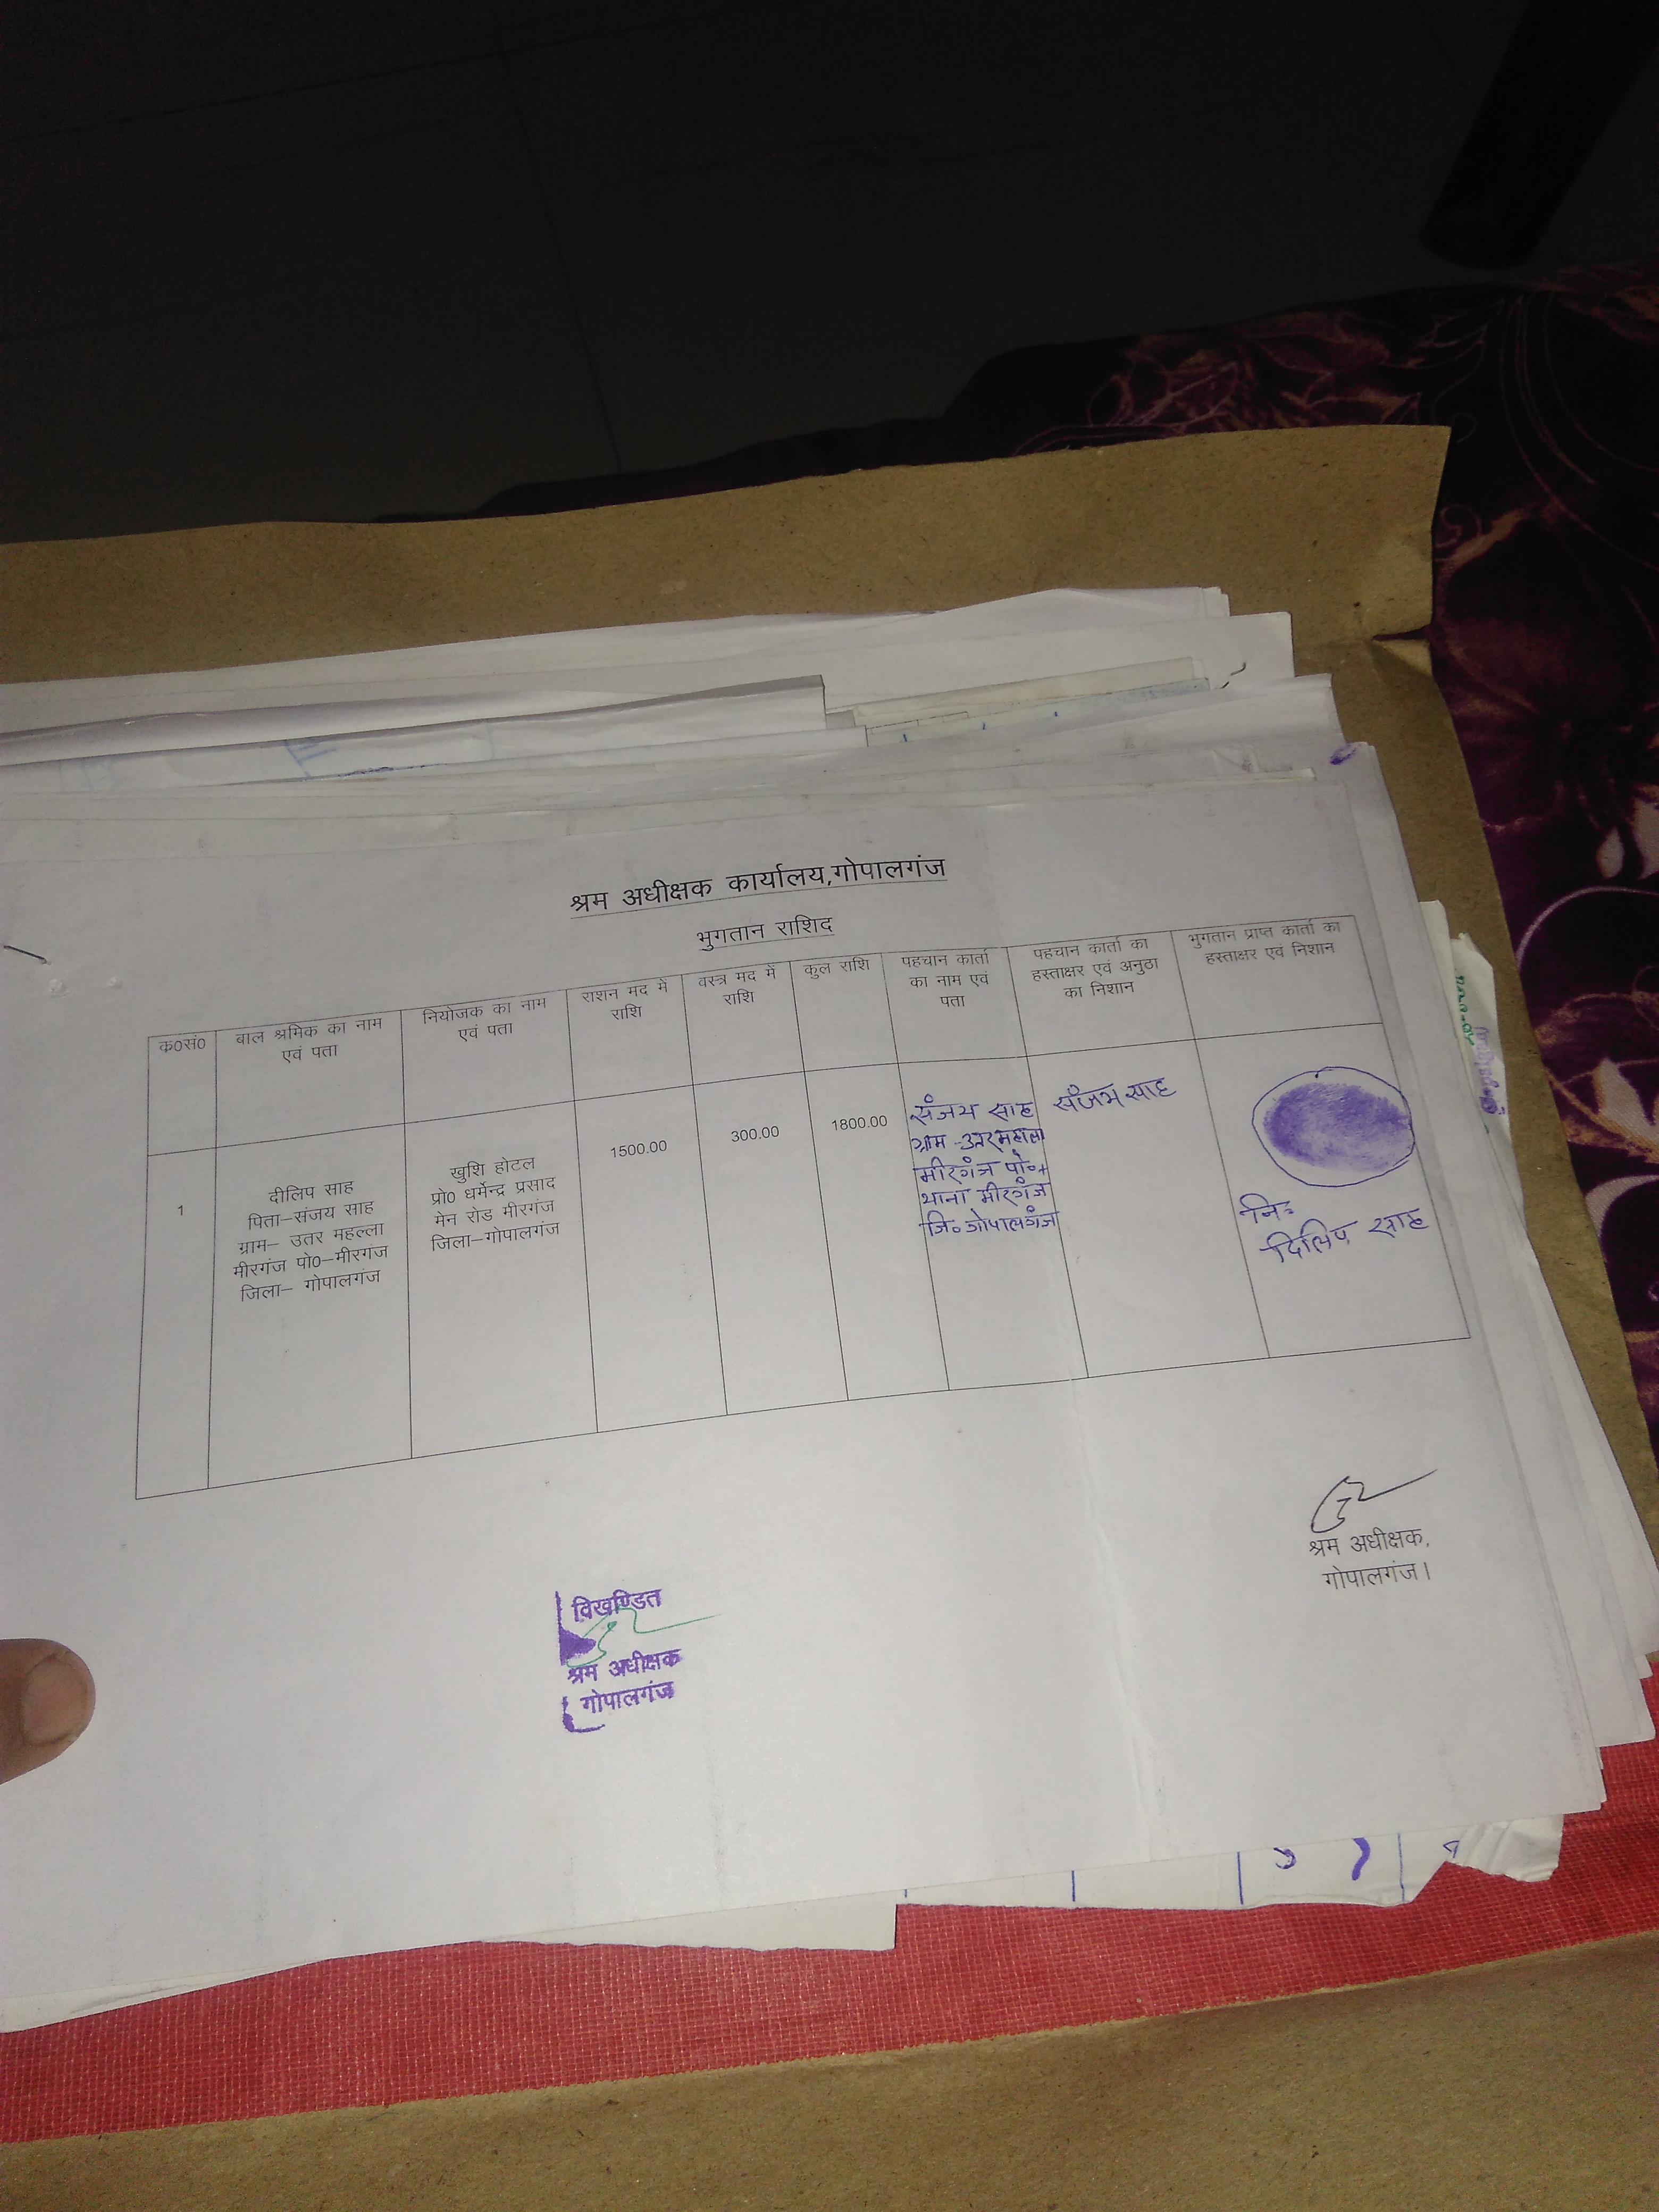 श्रम अधीक्षक कार्यालय,गोपालगंज
भुगतान राशिद
क0सं0
बाल श्रमिक का नाम
एवं पता
नियोजक का नाम
एवं पता
राशन मद में
राशि
वस्त्र मद में
राशि
कुल राशि
पहचान कार्ता
का नाम एवं
पता
पहचान कार्ता का
हस्ताक्षर एवं अनुठा
का निशान
भुगतान प्राप्त कार्ता का
हस्ताक्षर एवं निशान
1
दीलिप साह
पिता–संजय साह
ग्राम– उतर महल्ला
मीरगंज पो0–मीरगंज
जिला– गोपालगंज
खुशि होटल
प्रो0 धर्मेन्द्र प्रसाद
मेन रोड मीरगंज
जिला–गोपालगंज
1500.00
300.00
1800.00
संजय साह
ग्राम -
मीरगंज पो०+
थाना मीरगंज
जि० गोपालगंज
संजय साह
नि०
दिलिप साह
श्रम अधीक्षक,
गोपालगंज।
विखण्डित
श्रम अधीक्षक
गोपालगंज